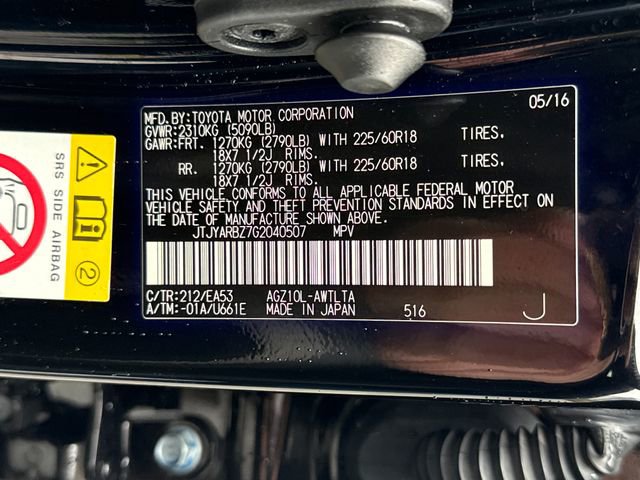 05/16
MFD.BY:TOYOTA MOTOR CORPORATION
GVWR:2310KG (5090LB)
GAWR:FRT. 1270KG (2790LB) WITH 225/60R18 TIRES.
18X7 1/2J RIMS.
RR. 1270KG (2790LB) WITH 225/60R18 TIRES.
18X7 1/2J RIMS.
THIS VEHICLE CONFORMS TO ALL APPLICABLE FEDERAL MOTOR
VEHICLE SAFETY AND THEFT PREVENTION STANDARDS IN EFFECT ON
THE DATE OF MANUFACTURE SHOWN ABOVE.
JTJYARBZ7G2040507 MPV
C/TR:212/EA53 AGZ10L-AWTLTA
A/TM:-01A/U661E MADE IN JAPAN 516 J
SRS SIDE AIRBAG
2